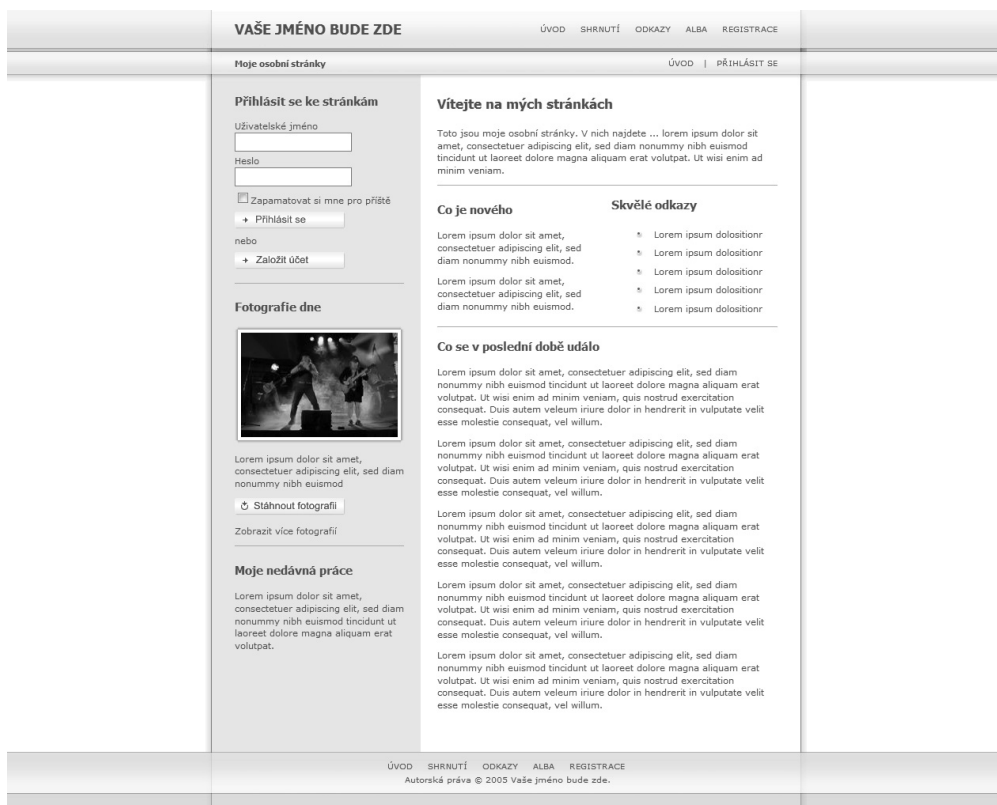 VAŠE JMÉNO BUDE ZDE
ÚVOD SHRNUTÍ ODKAZY ALBA REGISTRACE
Moje osobní stránky
ÚVOD | PŘIHLÁSIT SE
Přihlásit se ke stránkám
Uživatelské jméno
Heslo
Zapamatovat si mne pro příště
Přihlásit se
nebo
Založit účet
Fotografie dne
Lorem ipsum dolor sit amet,
consectetuer adipiscing elit, sed diam
nonummy nibh euismod
Stáhnout fotografii
Zobrazit více fotografií
Moje nedávná práce
Lorem ipsum dolor sit amet,
consectetuer adipiscing elit, sed diam
nonummy nibh euismod tincidunt ut
laoreet dolore magna aliquam erat
volutpat.
Vítejte na mých stránkách
Toto jsou moje osobní stránky. V nich najdete ... lorem ipsum dolor sit
amet, consectetuer adipiscing elit, sed diam nonummy nibh euismod
tincidunt ut laoreet dolore magna aliquam erat volutpat. Ut wisi enim ad
minim veniam.
Co je nového
Lorem ipsum dolor sit amet,
consectetuer adipiscing elit, sed
diam nonummy nibh euismod.
Lorem ipsum dolor sit amet,
consectetuer adipiscing elit, sed
diam nonummy nibh euismod.
Skvělé odkazy
Lorem ipsum dolositionr
Lorem ipsum dolositionr
Lorem ipsum dolositionr
Lorem ipsum dolositionr
Lorem ipsum dolositionr
Co se v poslední době událo
Lorem ipsum dolor sit amet, consectetuer adipiscing elit, sed diam
nonummy nibh euismod tincidunt ut laoreet dolore magna aliquam erat
volutpat. Ut wisi enim ad minim veniam, quis nostrud exercitation
consequat. Duis autem veleum iriure dolor in hendrerit in vulputate velit
esse molestie consequat, vel willum.
Lorem ipsum dolor sit amet, consectetuer adipiscing elit, sed diam
nonummy nibh euismod tincidunt ut laoreet dolore magna aliquam erat
volutpat. Ut wisi enim ad minim veniam, quis nostrud exercitation
consequat. Duis autem veleum iriure dolor in hendrerit in vulputate velit
esse molestie consequat, vel willum.
Lorem ipsum dolor sit amet, consectetuer adipiscing elit, sed diam
nonummy nibh euismod tincidunt ut laoreet dolore magna aliquam erat
volutpat. Ut wisi enim ad minim veniam, quis nostrud exercitation
consequat. Duis autem veleum iriure dolor in hendrerit in vulputate velit
esse molestie consequat, vel willum.
Lorem ipsum dolor sit amet, consectetuer adipiscing elit, sed diam
nonummy nibh euismod tincidunt ut laoreet dolore magna aliquam erat
volutpat. Ut wisi enim ad minim veniam, quis nostrud exercitation
consequat. Duis autem veleum iriure dolor in hendrerit in vulputate velit
esse molestie consequat, vel willum.
Lorem ipsum dolor sit amet, consectetuer adipiscing elit, sed diam
nonummy nibh euismod tincidunt ut laoreet dolore magna aliquam erat
volutpat. Ut wisi enim ad minim veniam, quis nostrud exercitation
consequat. Duis autem veleum iriure dolor in hendrerit in vulputate velit
esse molestie consequat, vel willum.
ÚVOD SHRNUTÍ ODKAZY ALBA REGISTRACE
Autorská práva © 2005 Vaše jméno bude zde.